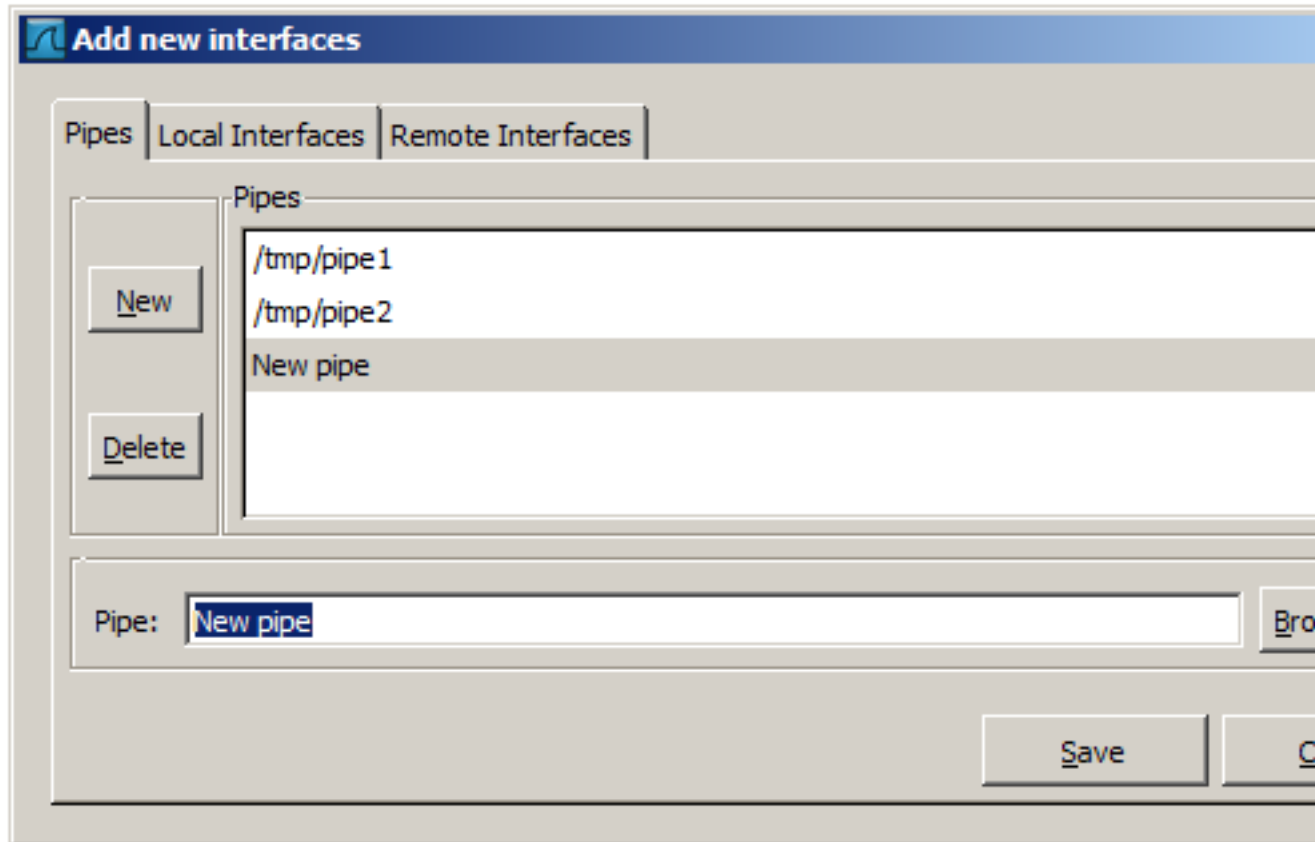 Add new interfaces
Pipes Local Interfaces Remote Interfaces
Pipes
/tmp/pipe1
New
/tmp/pipe2
New pipe
Delete
Pipe: New pipe
Save